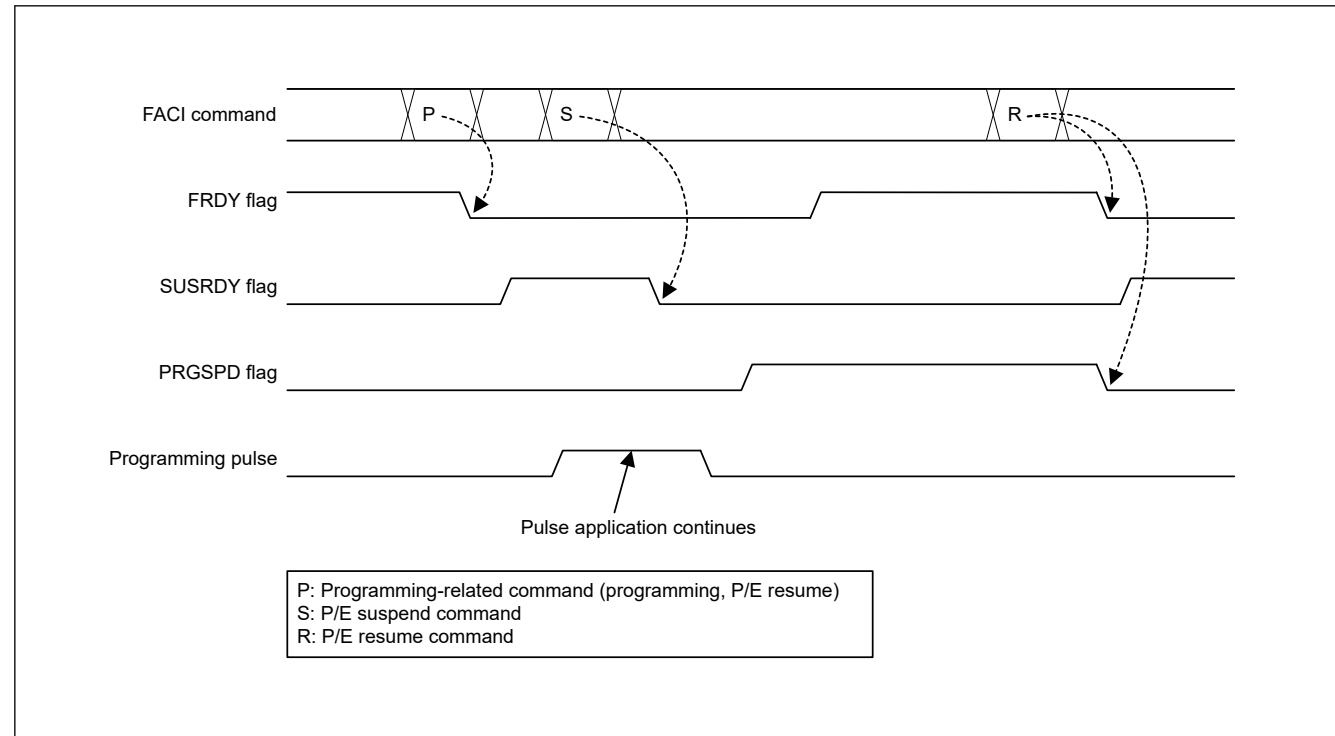 FACI command
P
S
R
FRDY flag
SUSRDY flag
PRGSPD flag
Programming pulse
Pulse application continues
P: Programming-related command (programming, P/E resume)
S: P/E suspend command
R: P/E resume command